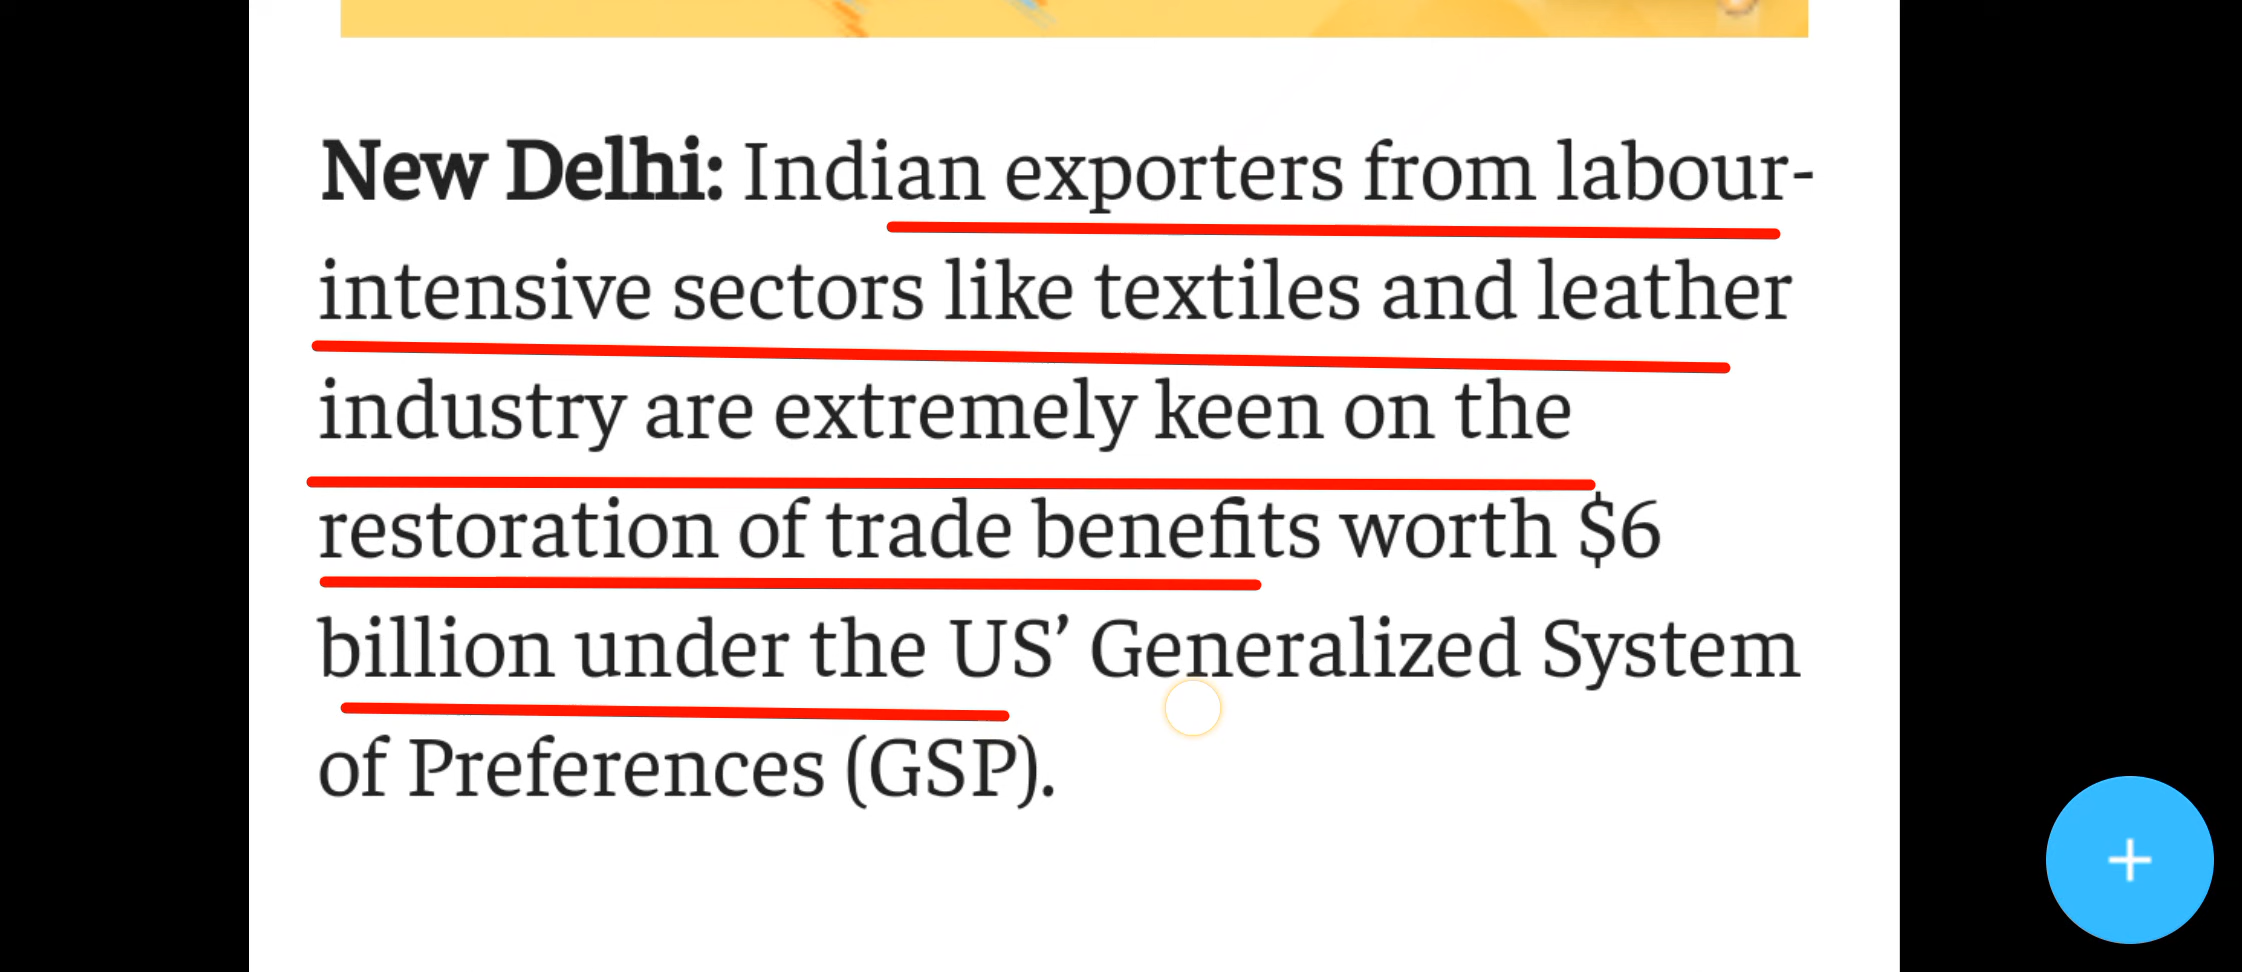 New Delhi: Indian exporters from labour-
intensive sectors like textiles and leather
industry are extremely keen on the
restoration of trade benefits worth $6
billion under the US’ Generalized System
of Preferences (GSP).
+